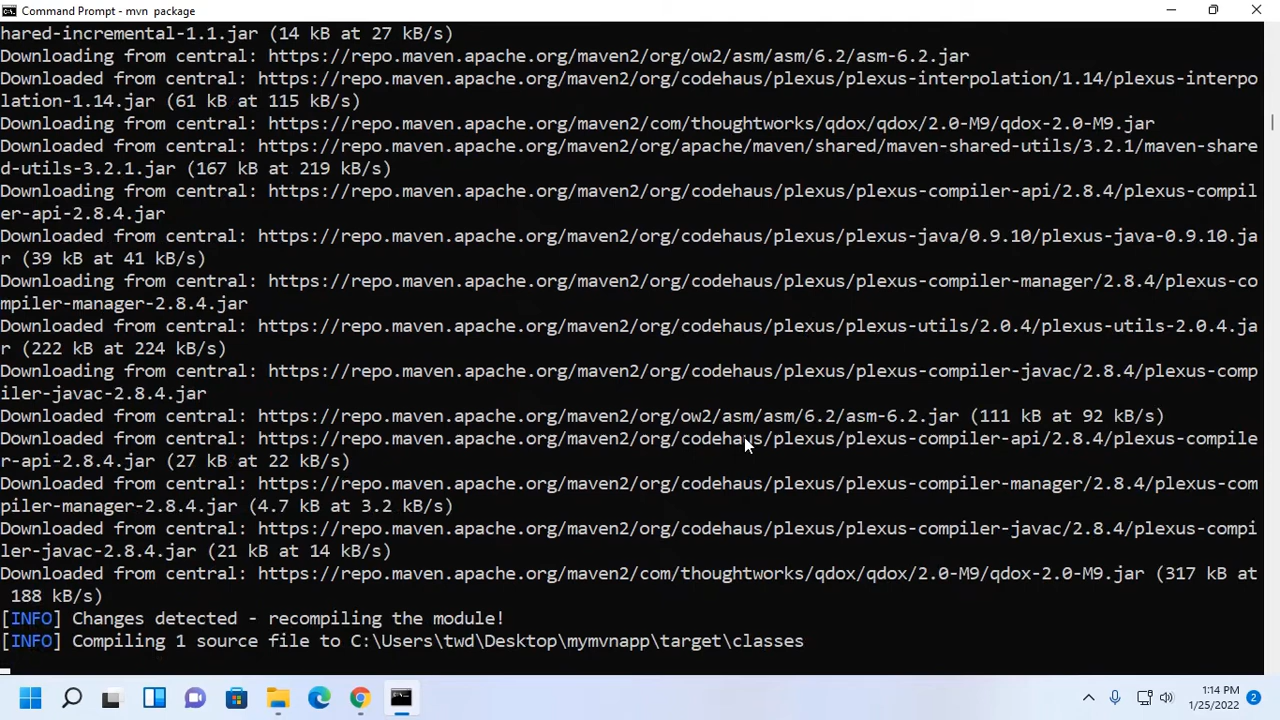 Command Prompt - mvn  package
hared-incremental-1.1.jar (14 kB at 27 kB/s)
Downloading from central: https://repo.maven.apache.org/maven2/org/ow2/asm/asm/6.2/asm-6.2.jar
Downloaded from central: https://repo.maven.apache.org/maven2/org/codehaus/plexus/plexus-interpolation/1.14/plexus-interpo
lation-1.14.jar (61 kB at 115 kB/s)
Downloading from central: https://repo.maven.apache.org/maven2/com/thoughtworks/qdox/qdox/2.0-M9/qdox-2.0-M9.jar
Downloaded from central: https://repo.maven.apache.org/maven2/org/apache/maven/shared/maven-shared-utils/3.2.1/maven-share
d-utils-3.2.1.jar (167 kB at 219 kB/s)
Downloading from central: https://repo.maven.apache.org/maven2/org/codehaus/plexus/plexus-compiler-api/2.8.4/plexus-compil
er-api-2.8.4.jar
Downloaded from central: https://repo.maven.apache.org/maven2/org/codehaus/plexus/plexus-java/0.9.10/plexus-java-0.9.10.ja
r (39 kB at 41 kB/s)
Downloading from central: https://repo.maven.apache.org/maven2/org/codehaus/plexus/plexus-compiler-manager/2.8.4/plexus-co
mpiler-manager-2.8.4.jar
Downloaded from central: https://repo.maven.apache.org/maven2/org/codehaus/plexus/plexus-utils/2.0.4/plexus-utils-2.0.4.ja
r (222 kB at 224 kB/s)
Downloading from central: https://repo.maven.apache.org/maven2/org/codehaus/plexus/plexus-compiler-javac/2.8.4/plexus-comp
iler-javac-2.8.4.jar
Downloaded from central: https://repo.maven.apache.org/maven2/org/ow2/asm/asm/6.2/asm-6.2.jar (111 kB at 92 kB/s)
Downloaded from central: https://repo.maven.apache.org/maven2/org/codehaus/plexus/plexus-compiler-api/2.8.4/plexus-compile
r-api-2.8.4.jar (27 kB at 22 kB/s)
Downloaded from central: https://repo.maven.apache.org/maven2/org/codehaus/plexus/plexus-compiler-manager/2.8.4/plexus-com
piler-manager-2.8.4.jar (4.7 kB at 3.2 kB/s)
Downloaded from central: https://repo.maven.apache.org/maven2/org/codehaus/plexus/plexus-compiler-javac/2.8.4/plexus-compi
ler-javac-2.8.4.jar (21 kB at 14 kB/s)
Downloaded from central: https://repo.maven.apache.org/maven2/com/thoughtworks/qdox/qdox/2.0-M9/qdox-2.0-M9.jar (317 kB at
188 kB/s)
[INFO] Changes detected - recompiling the module!
[INFO] Compiling 1 source file to C:\Users\twd\Desktop\mymvnapp\target\classes
1:14 PM
1/25/2022
2